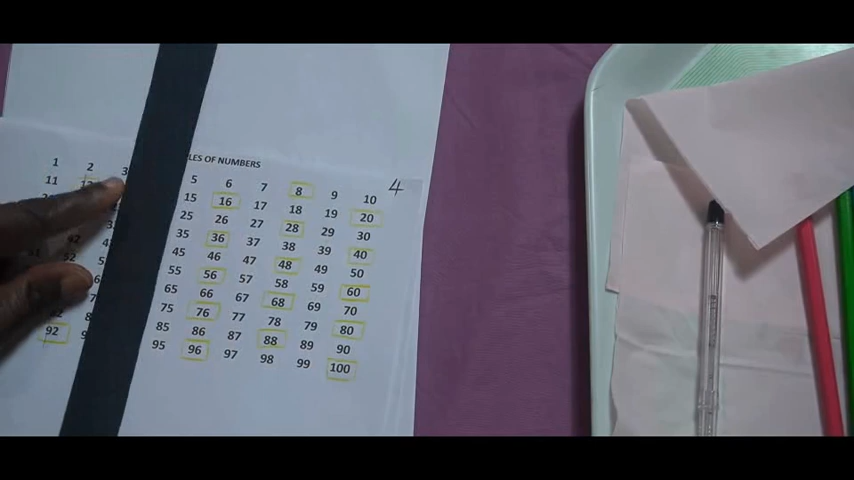 LES OF NUMBERS 4
1 2 3 5 6 7 8 9 10
11 12 15 16 17 18 19 20
25 26 27 28 29 30
35 36 37 38 39 40
42 45 46 47 48 49 50
52 55 56 57 58 59 60
65 66 67 68 69 70
75 76 77 78 79 80
85 86 87 88 89 90
92 95 96 97 98 99 100